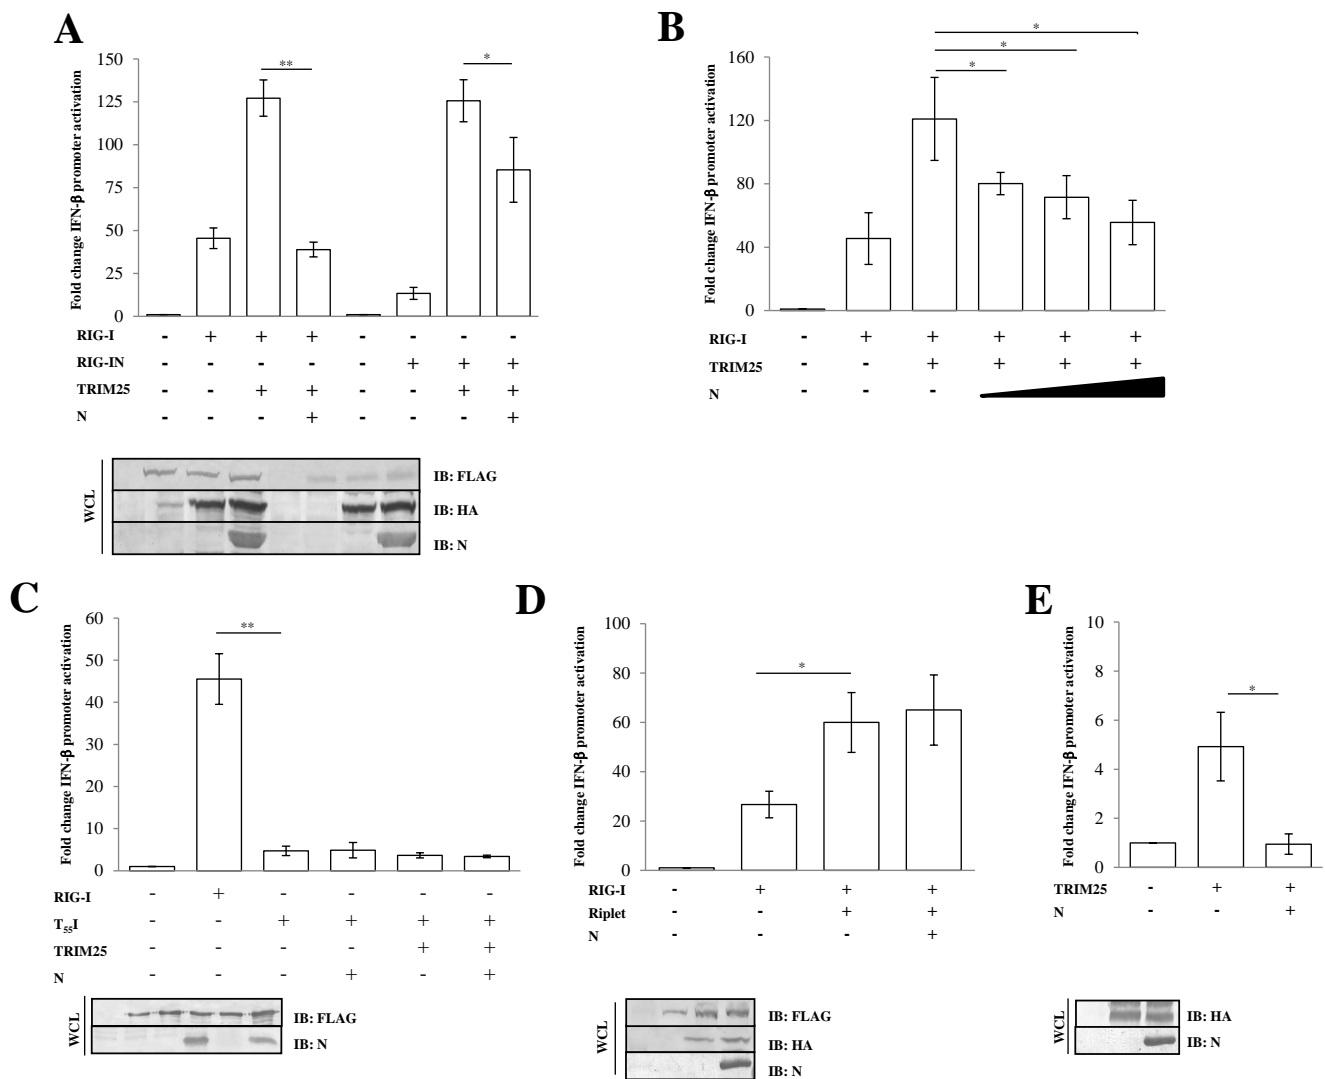 A
Fold change IFN-β promoter activation
150
125
100
75
50
25
0
**
*
RIG-I - + + + - - - -
RIG-IN - - - - - + + +
TRIM25 - - + + - - + +
N - - - + - - - +
WCL
IB: FLAG
IB: HA
IB: N
B
Fold change IFN-β promoter activation
160
120
80
40
0
*
*
*
RIG-I - + + + + +
TRIM25 - - + + + +
N - - -
C
Fold change IFN-β promoter activation
60
50
40
30
20
10
0
**
RIG-I - + - - - -
T₅₅I - - + + + +
TRIM25 - - - - + +
N - - - + - +
WCL
IB: FLAG
IB: N
D
Fold change IFN-β promoter activation
100
80
60
40
20
0
*
RIG-I - + + +
Riplet - - + +
N - - - +
WCL
IB: FLAG
IB: HA
IB: N
E
Fold change IFN-β promoter activation
10
8
6
4
2
0
*
TRIM25 - + +
N - - +
WCL
IB: HA
IB: N